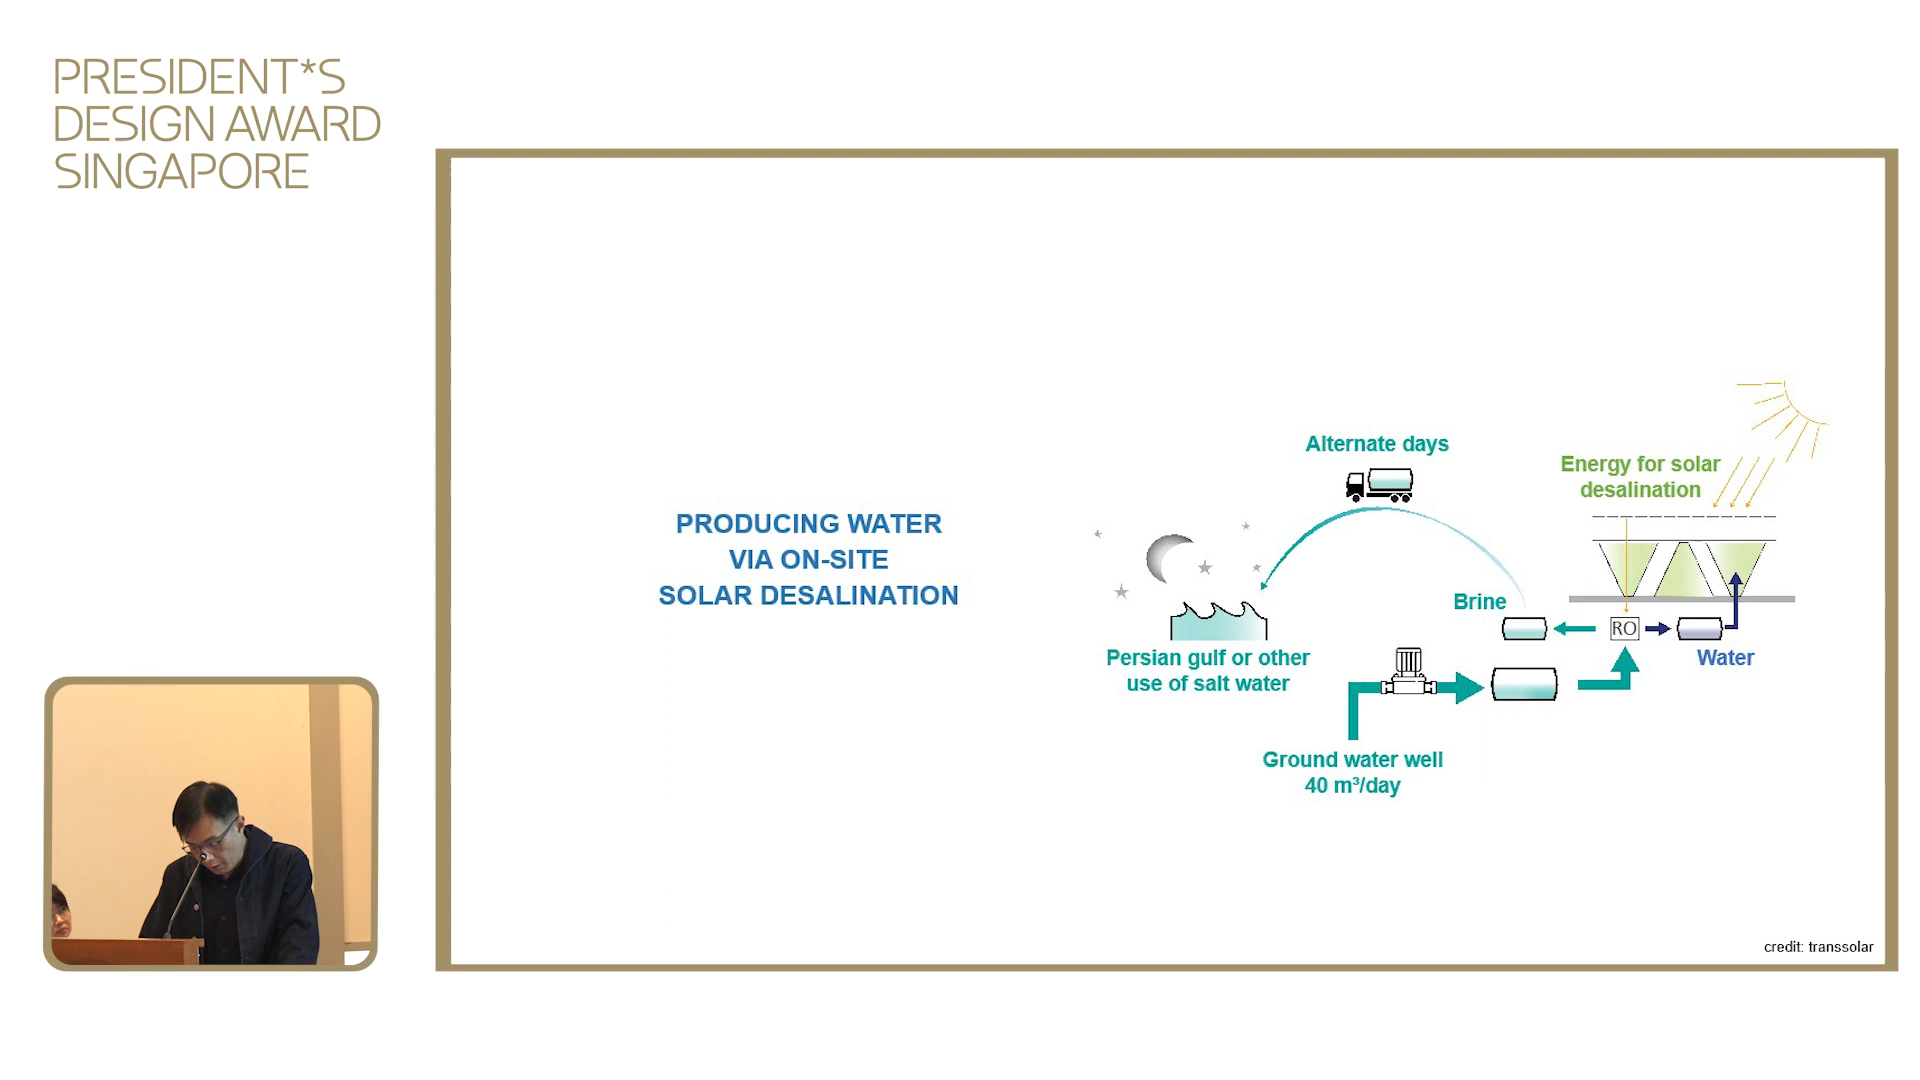 PRESIDENT*S
DESIGN AWARD
SINGAPORE
PRODUCING WATER
VIA ON-SITE
SOLAR DESALINATION
Alternate days
Energy for solar
desalination
Brine
RO
Water
Persian gulf or other
use of salt water
Ground water well
40 m³/day
credit: transsolar